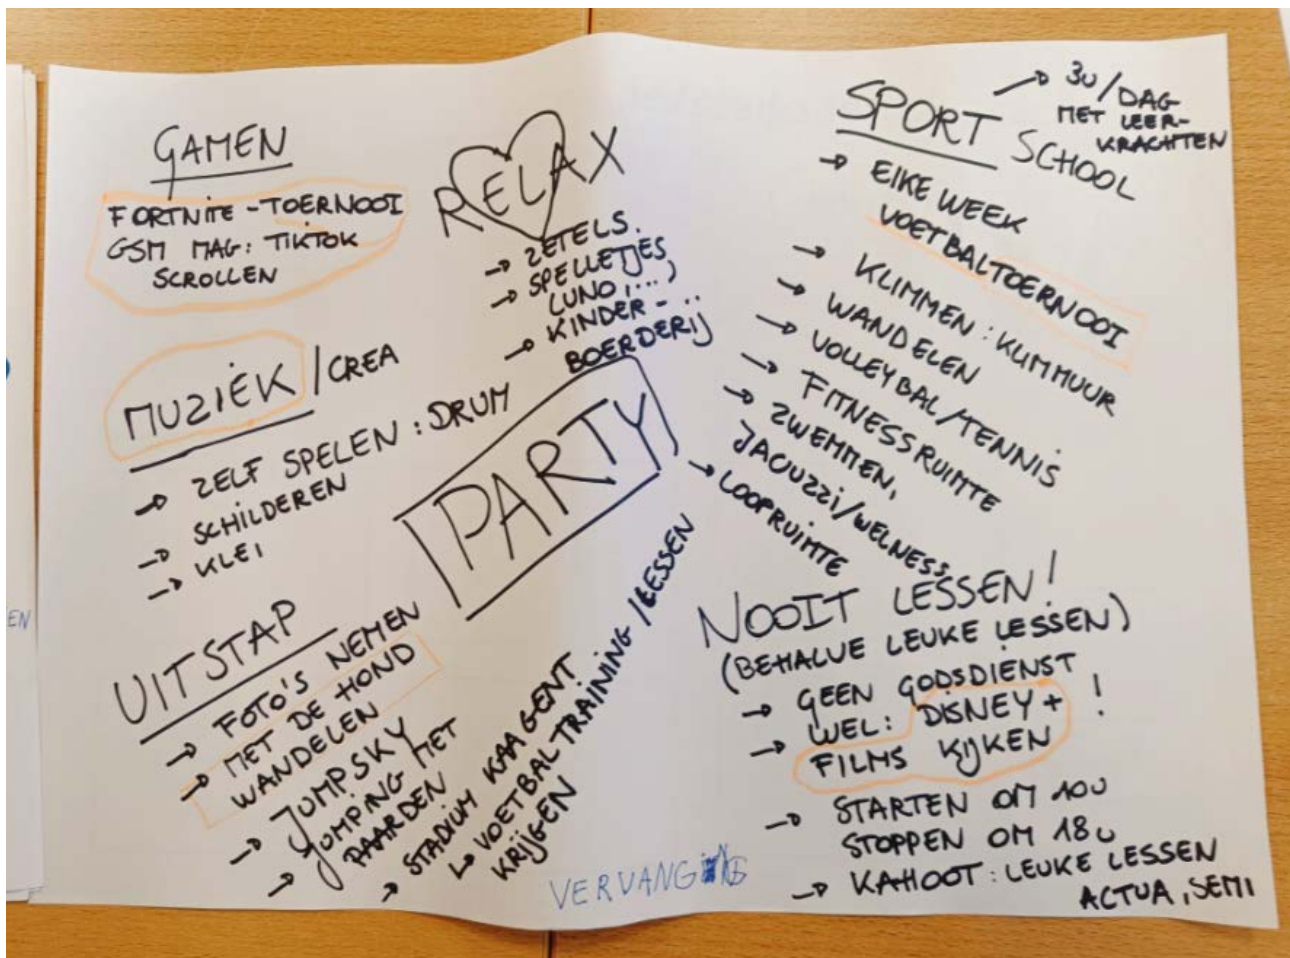 GAMEN
FORTNITE - TOERNOOI
GSM MAG: TIKTOK
SCROLLEN
RELAX
→ ZETELS.
→ SPELLETJES
(UNO,...)
→ KINDER-
BOERDERIJ
SPORT SCHOOL
→ 3U/DAG
MET LEER-
KRACHTEN
→ ELKE WEEK
VOETBALTOERNOOI
→ KLIMMEN: KLIMMUUR
→ WANDELEN
→ VOLLEYBAL/TENNIS
→ FITNESSRUIMTE
→ ZWEMMEN,
JACUZZI/WELNESS
→ LOOPRUIMTE
MUZIEK/CREA
→ ZELF SPELEN: DRUM
→ SCHILDEREN
→ KLEI
PARTY
UITSTAP
→ FOTO'S NEMEN
→ MET DE HOND
WANDELEN
→ JUMPSKY
→ JUMPING MET
PAARDEN
→ STADIUM KAA GENT
↳ VOETBALTRAINING/LESSEN
KRIJGEN
NOOIT LESSEN!
(BEHALVE LEUKE LESSEN)
→ GEEN GODSDIENST
→ WEL: DISNEY+ !
FILMS KIJKEN
→ STARTEN OM 10U
STOPPEN OM 18U
→ KAHOOT: LEUKE LESSEN
ACTUA, SEMI
VERVANGING
EN